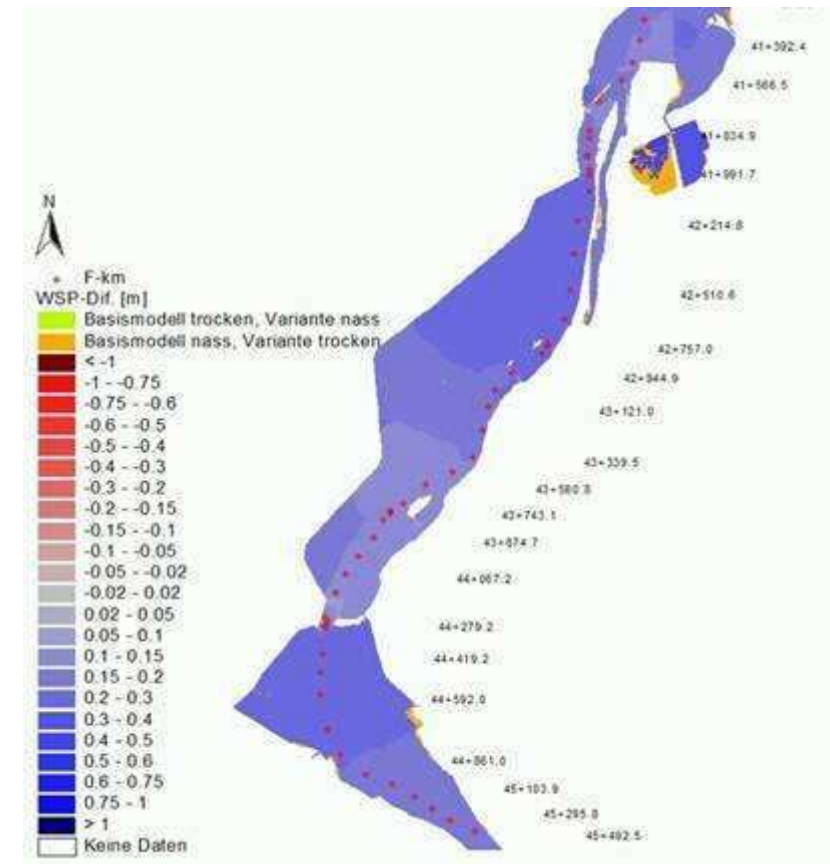 N
F-km
WSP-Dif. [m]
Basismodell trocken, Variante nass
Basismodell nass, Variante trocken
< -1
-1 - -0.75
-0.75 - -0.6
-0.6 - -0.5
-0.5 - -0.4
-0.4 - -0.3
-0.3 - -0.2
-0.2 - -0.15
-0.15 - -0.1
-0.1 - -0.05
-0.05 - -0.02
-0.02 - 0.02
0.02 - 0.05
0.05 - 0.1
0.1 - 0.15
0.15 - 0.2
0.2 - 0.3
0.3 - 0.4
0.4 - 0.5
0.5 - 0.6
0.6 - 0.75
0.75 - 1
> 1
Keine Daten
41+392.4
41+566.5
41+834.9
41+991.7
42+214.8
42+510.6
42+757.0
42+944.9
43+121.0
43+339.5
43+580.8
43+743.1
43+874.7
44+067.2
44+279.2
44+419.2
44+592.0
44+861.0
45+103.9
45+295.8
45+492.5